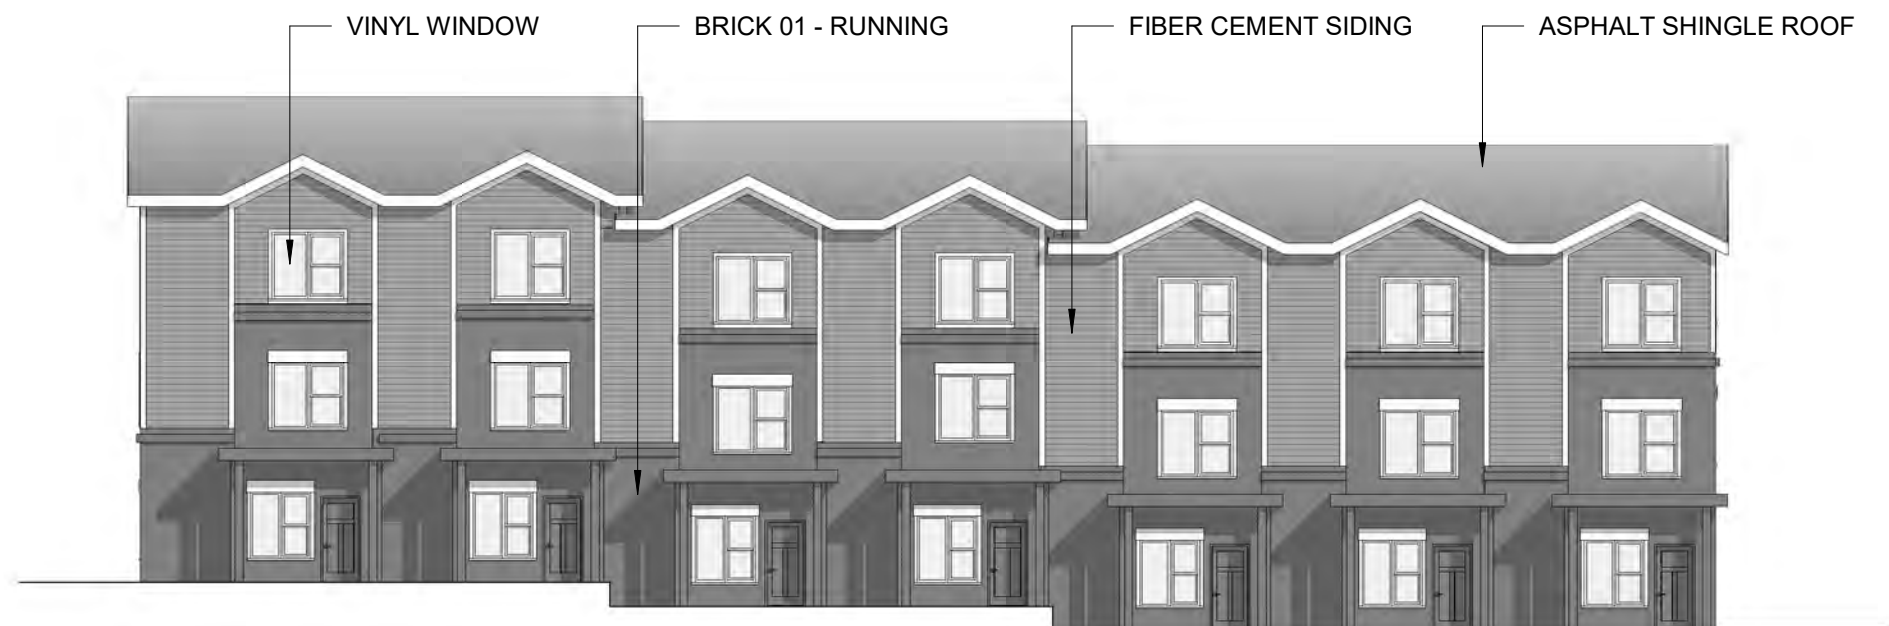 VINYL WINDOW
BRICK 01 - RUNNING
FIBER CEMENT SIDING
ASPHALT SHINGLE ROOF